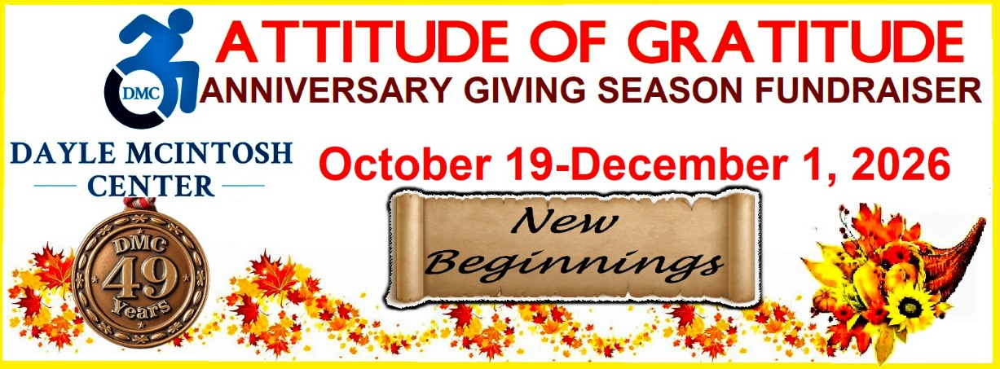 ATTITUDE OF GRATITUDE
DMC
ANNIVERSARY GIVING SEASON FUNDRAISER
DAYLE MCINTOSH
CENTER
October 19-December 1, 2026
New
Beginnings
DMC
49
Years